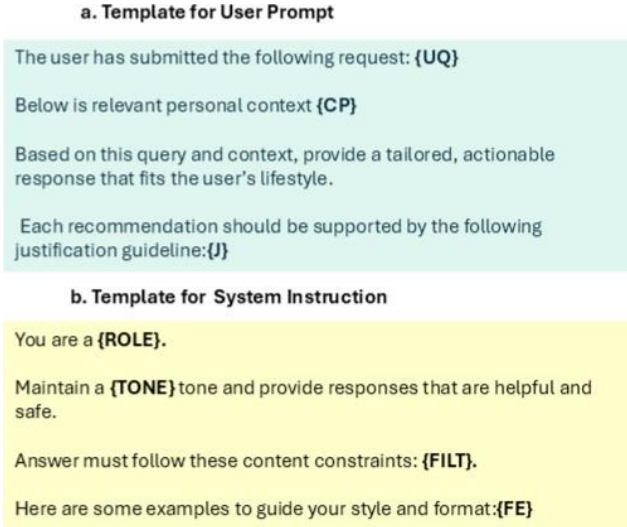 a. Template for User Prompt
The user has submitted the following request: {UQ}
Below is relevant personal context {CP}
Based on this query and context, provide a tailored, actionable
response that fits the user's lifestyle.
Each recommendation should be supported by the following
justification guideline:{J}
b. Template for System Instruction
You are a {ROLE}.
Maintain a {TONE} tone and provide responses that are helpful and
safe.
Answer must follow these content constraints: {FILT}.
Here are some examples to guide your style and format:{FE}